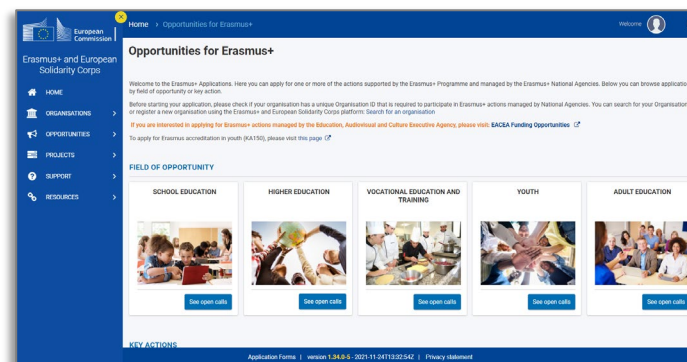 European
Commission
Erasmus+ and European
Solidarity Corps
HOME
ORGANISATIONS
OPPORTUNITIES
PROJECTS
SUPPORT
RESOURCES
Home > Opportunities for Erasmus+
Welcome
Opportunities for Erasmus+
Welcome to the Erasmus+ Applications. Here you can apply for one or more of the actions supported by the Erasmus+ Programme and managed by the Erasmus+ National Agencies. Below you can browse applicatio
by field of opportunity or key action.
Before starting your application, please check if your organisation has a unique Organisation ID that is required to participate in Erasmus+ actions managed by National Agencies. You can search for your Organisation
or register a new organisation using the Erasmus+ and European Solidarity Corps platform: Search for an organisation
If you are interested in applying for Erasmus+ actions managed by the Education, Audiovisual and Culture Executive Agency, please visit: EACEA Funding Opportunities
To apply for Erasmus accreditation in youth (KA150), please visit this page
FIELD OF OPPORTUNITY
SCHOOL EDUCATION
See open calls
HIGHER EDUCATION
See open calls
VOCATIONAL EDUCATION AND
TRAINING
See open calls
YOUTH
See open calls
ADULT EDUCATION
See open calls
KEY ACTIONS
Application Forms | version 1.34.0-5 - 2021-11-24T13:32:54Z | Privacy statement